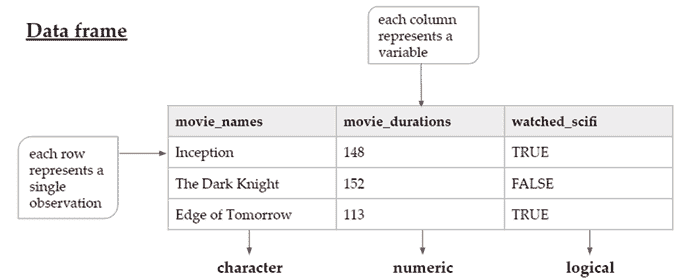 Data frame
each column
represents a
variable
movie_names movie_durations watched_scifi
each row
represents a
single
observation
Inception 148 TRUE
The Dark Knight 152 FALSE
Edge of Tomorrow 113 TRUE
character numeric logical